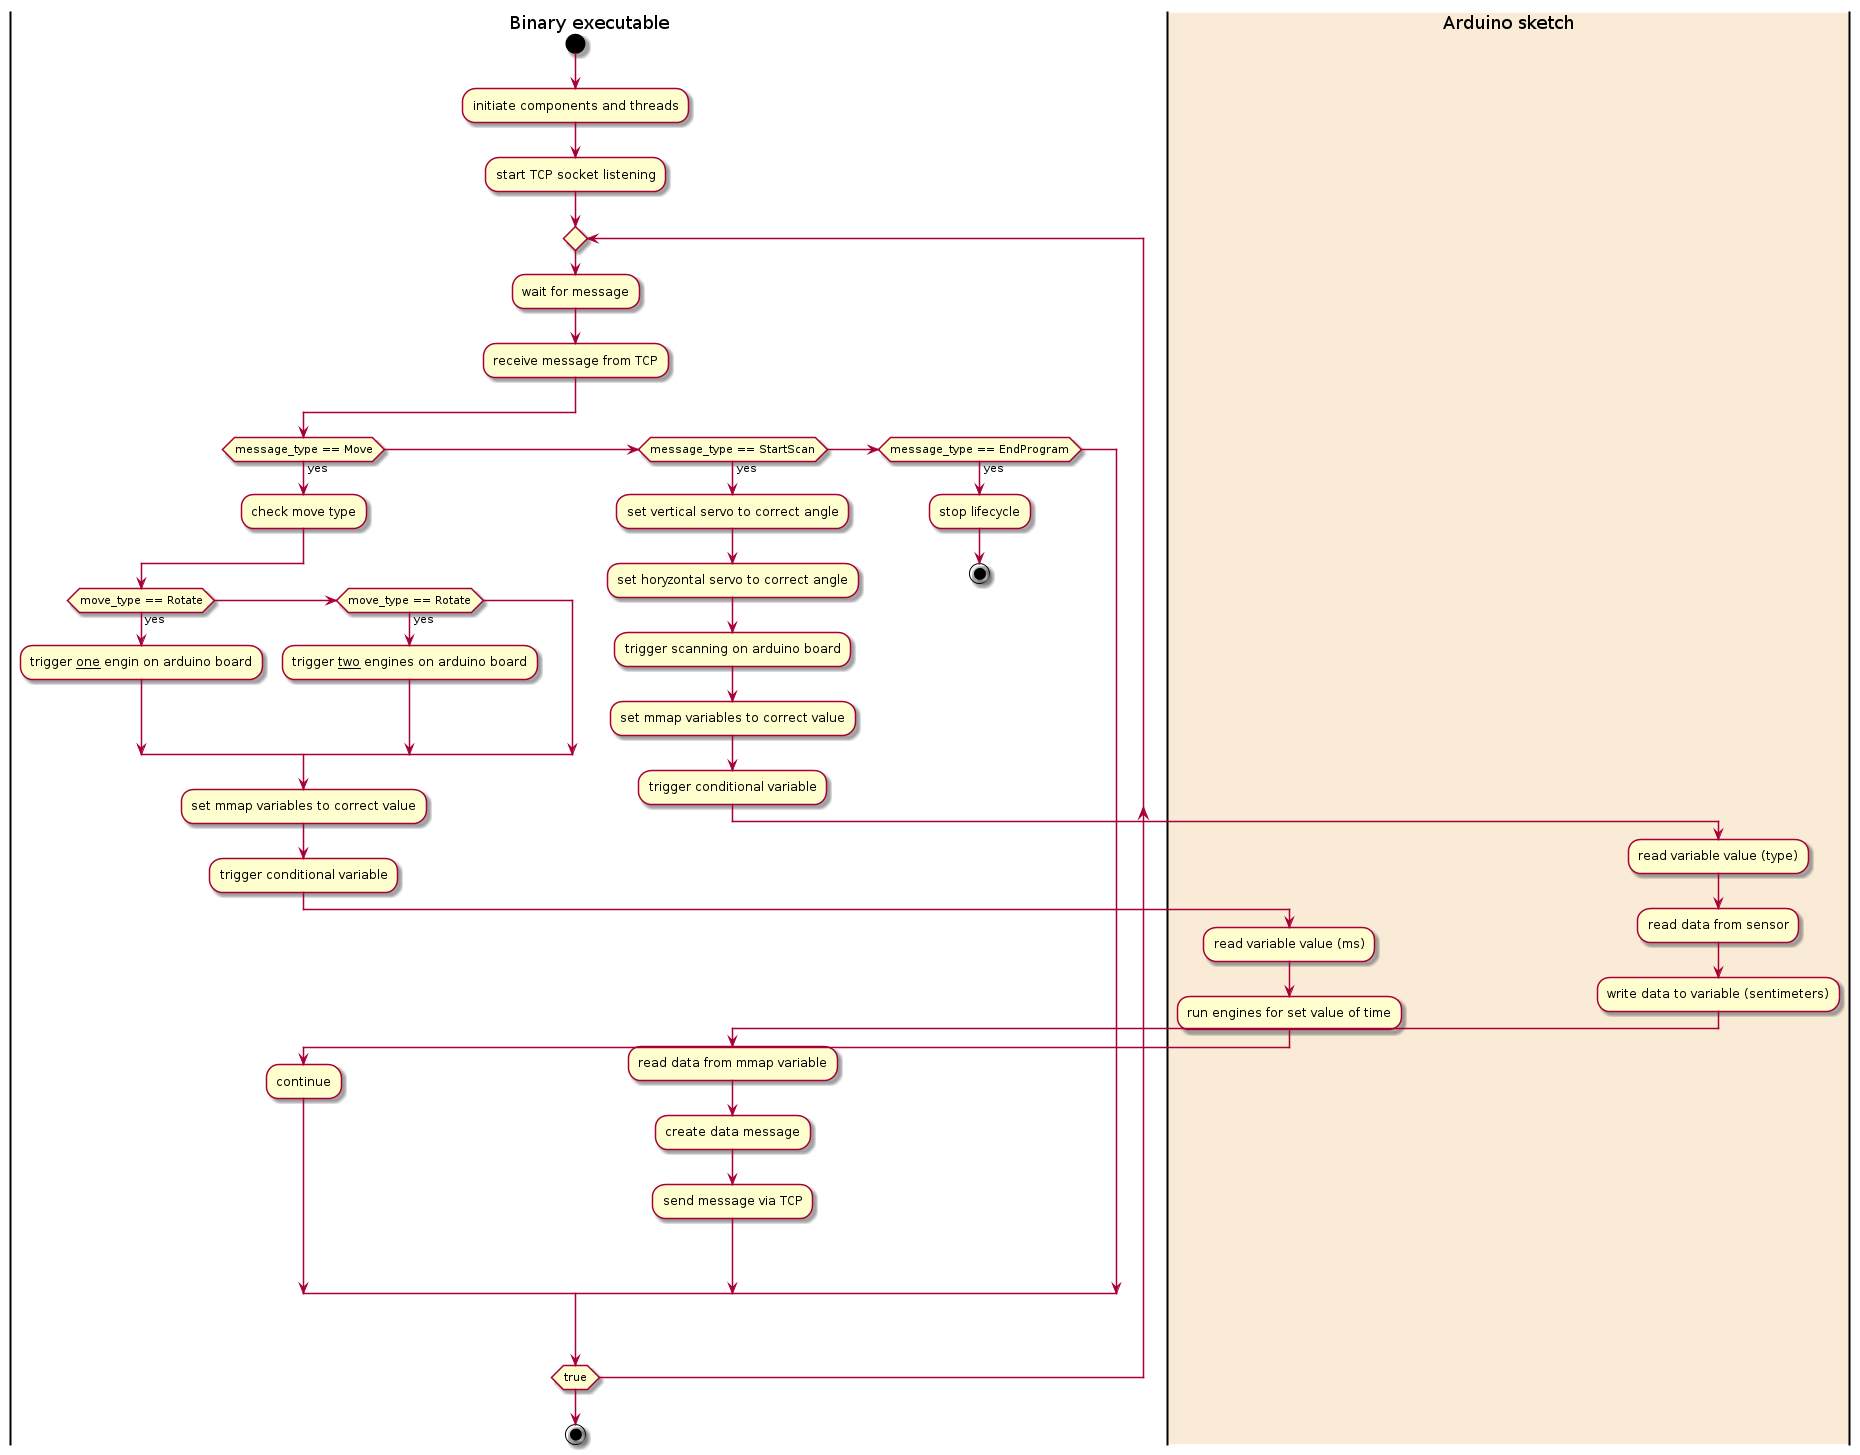 Binary executable
Arduino sketch
initiate components and threads
start TCP socket listening
wait for message
receive message from TCP
message_type == Move
message_type == StartScan
message_type == EndProgram
yes
yes
yes
check move type
set vertical servo to correct angle
stop lifecycle
set horyzontal servo to correct angle
move_type == Rotate
move_type == Rotate
yes
yes
trigger scanning on arduino board
trigger one engin on arduino board
trigger two engines on arduino board
set mmap variables to correct value
trigger conditional variable
set mmap variables to correct value
read variable value (type)
trigger conditional variable
read data from sensor
read variable value (ms)
write data to variable (sentimeters)
run engines for set value of time
read data from mmap variable
continue
create data message
send message via TCP
true